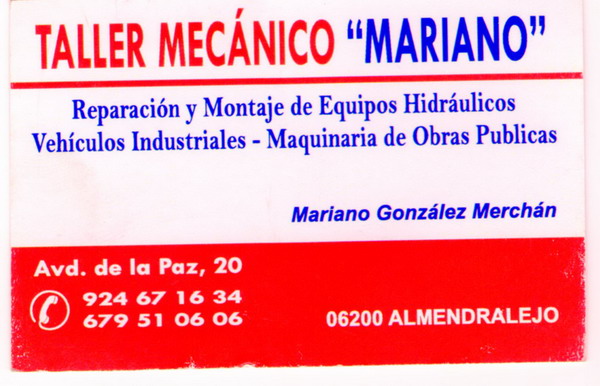 TALLER MECÁNICO “MARIANO”
Reparación y Montaje de Equipos Hidráulicos
Vehículos Industriales - Maquinaria de Obras Publicas
Mariano González Merchán
Avd. de la Paz, 20
924 67 16 34
679 51 06 06
06200 ALMENDRALEJO